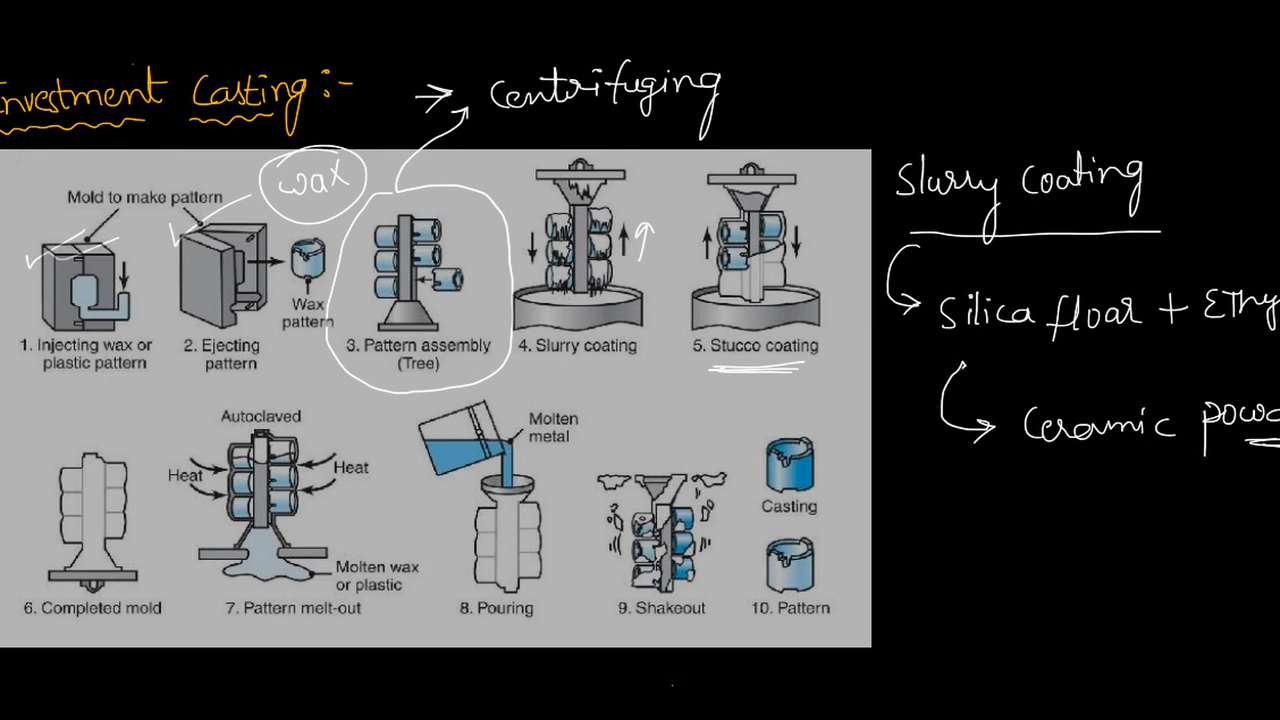 nvestment Casting :-
→ Centrifuging
wax
Mold to make pattern
Wax
pattern
1. Injecting wax or
plastic pattern
2. Ejecting
pattern
3. Pattern assembly
(Tree)
4. Slurry coating
5. Stucco coating
Slurry coating
Silica floar + Ethy
Ceramic powd
Autoclaved
Heat
Heat
Molten wax
or plastic
Molten
metal
Casting
6. Completed mold
7. Pattern melt-out
8. Pouring
9. Shakeout
10. Pattern